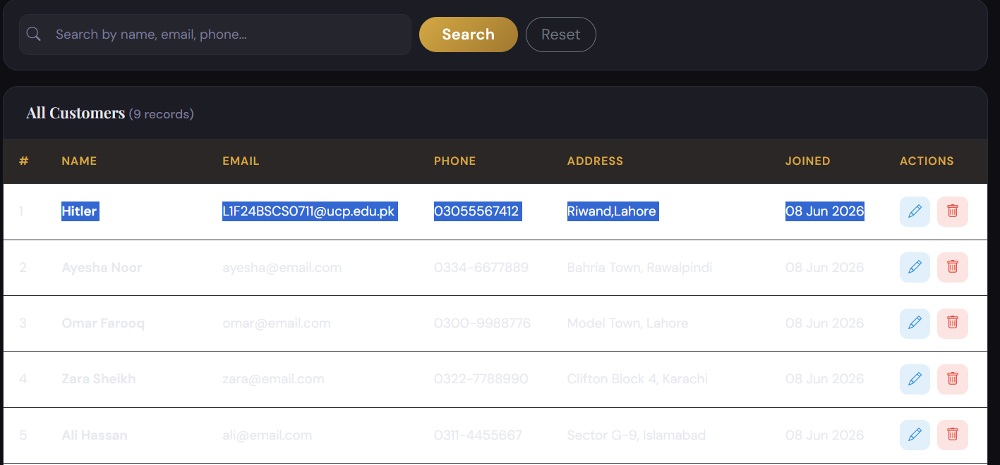 Search by name, email, phone... Search Reset
All Customers (9 records)
# NAME EMAIL PHONE ADDRESS JOINED ACTIONS
1 Hitler L1F24BSCS0711@ucp.edu.pk 03055567412 Riwand,Lahore 08 Jun 2026
2 Ayesha Noor ayesha@email.com 0334-6677889 Bahria Town, Rawalpindi 08 Jun 2026
3 Omar Farooq omar@email.com 0300-9988776 Model Town, Lahore 08 Jun 2026
4 Zara Sheikh zara@email.com 0322-7788990 Clifton Block 4, Karachi 08 Jun 2026
5 Ali Hassan ali@email.com 0311-4455667 Sector G-9, Islamabad 08 Jun 2026